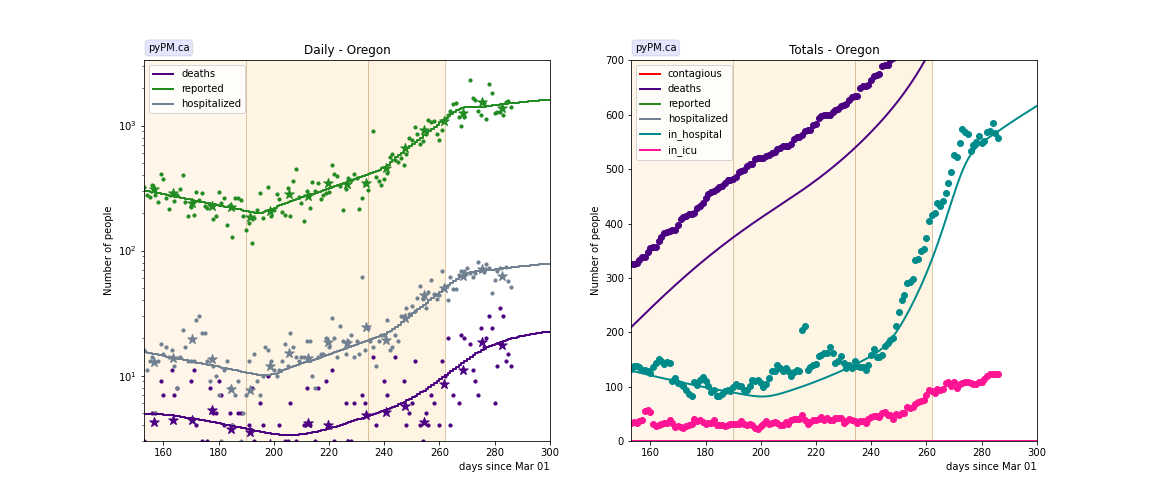 pyPM.ca
Daily - Oregon
deaths
reported
hospitalized
Number of people
10³
10²
10¹
160 180 200 220 240 260 280 300
days since Mar 01
pyPM.ca
Totals - Oregon
contagious
deaths
reported
hospitalized
in_hospital
in_icu
Number of people
700
600
500
400
300
200
100
0
160 180 200 220 240 260 280 300
days since Mar 01